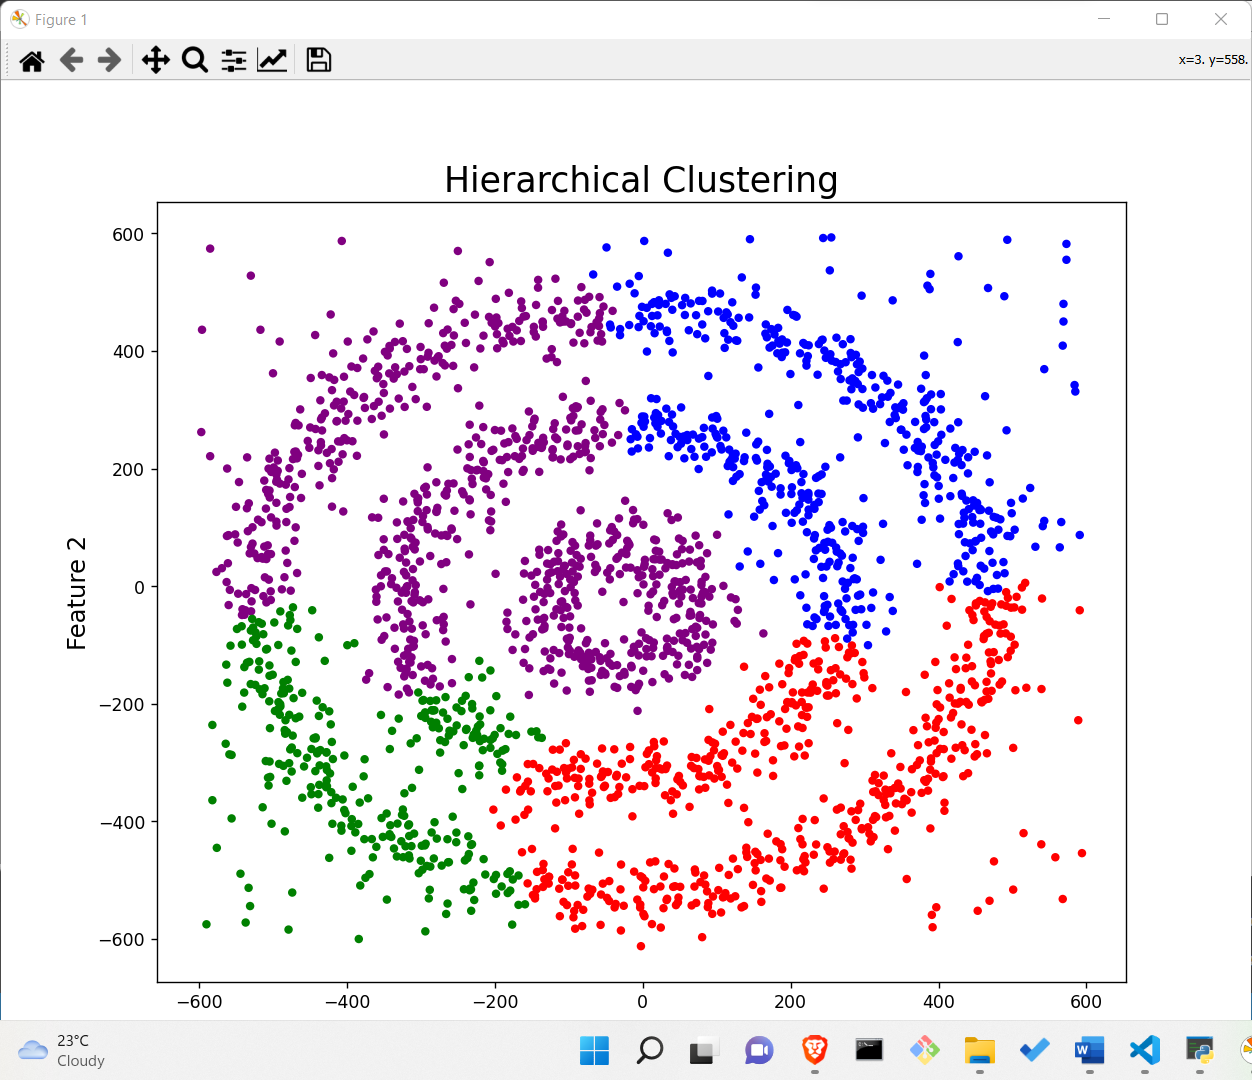 Figure 1
x=3. y=558.
Hierarchical Clustering
600
400
200
0
−200
−400
−600
Feature 2
−600 −400 −200 0 200 400 600
23°C
Cloudy